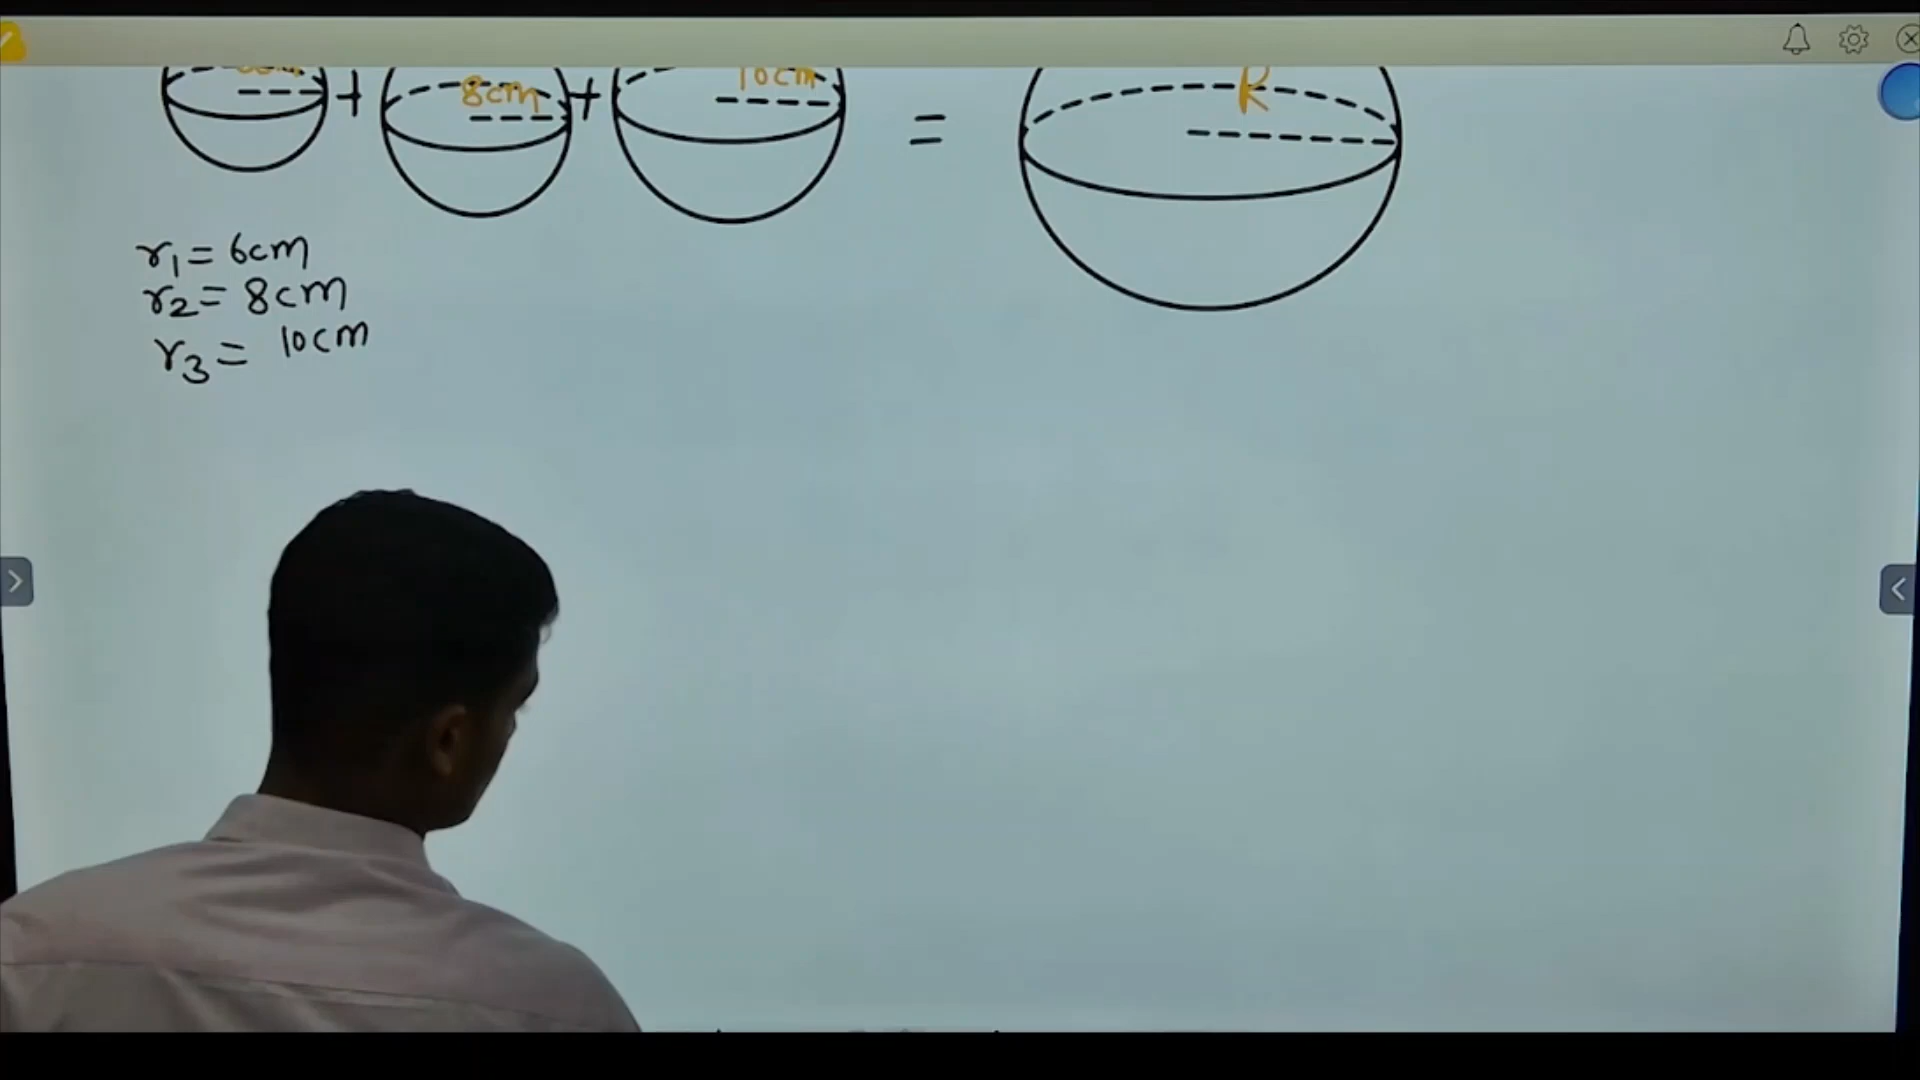 + 8cm + 10cm = R
r1 = 6cm
r2 = 8cm
r3 = 10cm